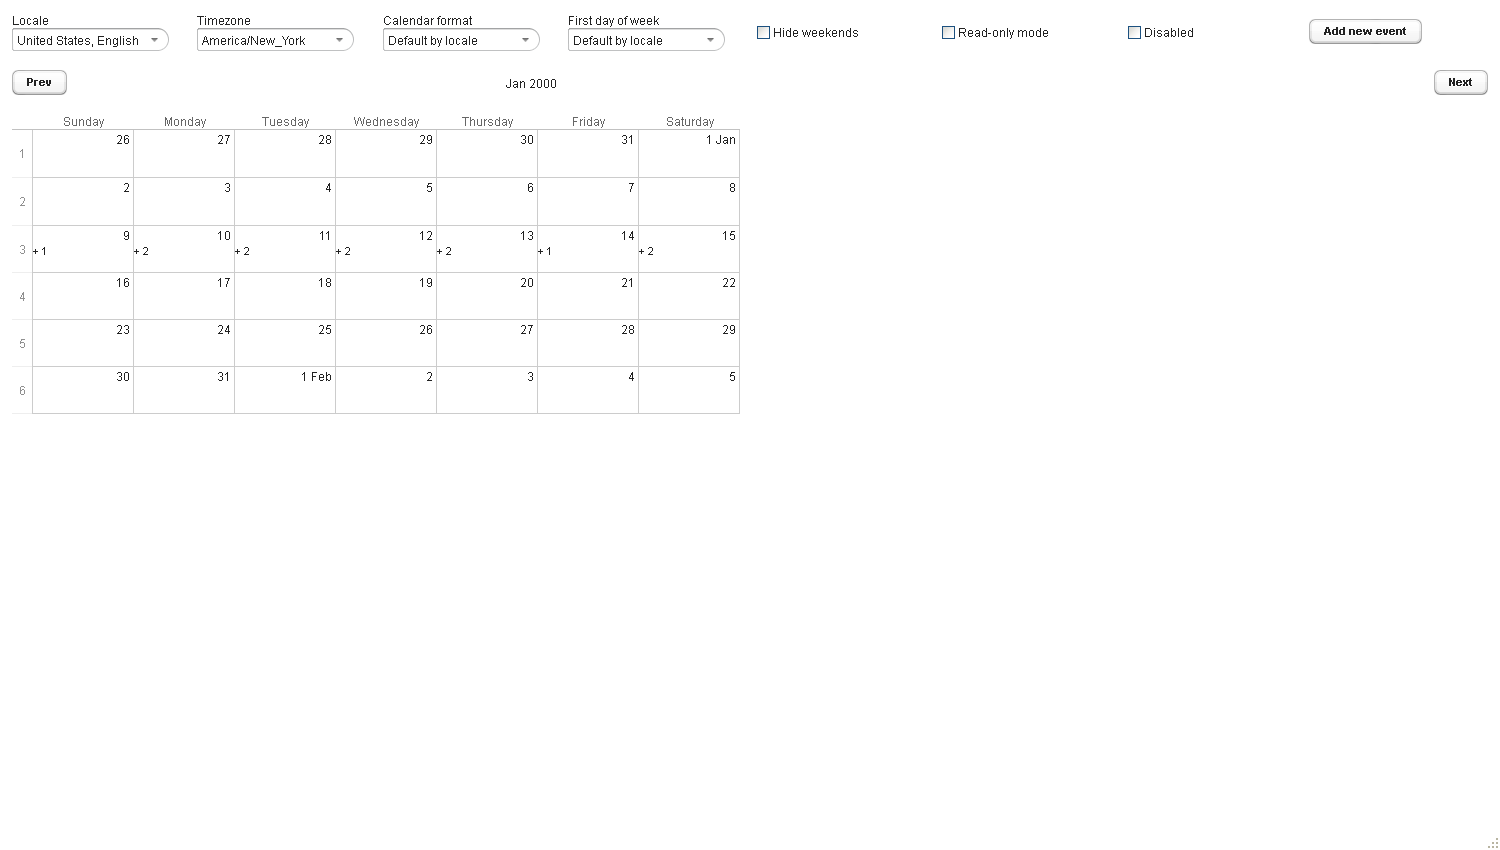 Locale Timezone Calendar format First day of week
United States, English America/New_York Default by locale Default by locale Hide weekends Read-only mode Disabled Add new event
Prev Jan 2000 Next
Sunday Monday Tuesday Wednesday Thursday Friday Saturday
1 26 27 28 29 30 31 1 Jan
2 2 3 4 5 6 7 8
9 10 11 12 13 14 15
3 + 1 + 2 + 2 + 2 + 2 + 1 + 2
4 16 17 18 19 20 21 22
5 23 24 25 26 27 28 29
6 30 31 1 Feb 2 3 4 5